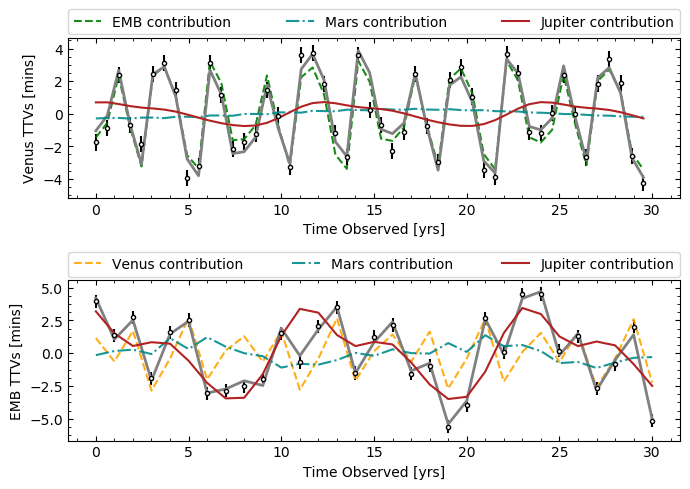 EMB contribution Mars contribution Jupiter contribution
Venus TTVs [mins]
4
2
0
−2
−4
0 5 10 15 20 25 30
Time Observed [yrs]
Venus contribution Mars contribution Jupiter contribution
EMB TTVs [mins]
5.0
2.5
0.0
−2.5
−5.0
0 5 10 15 20 25 30
Time Observed [yrs]